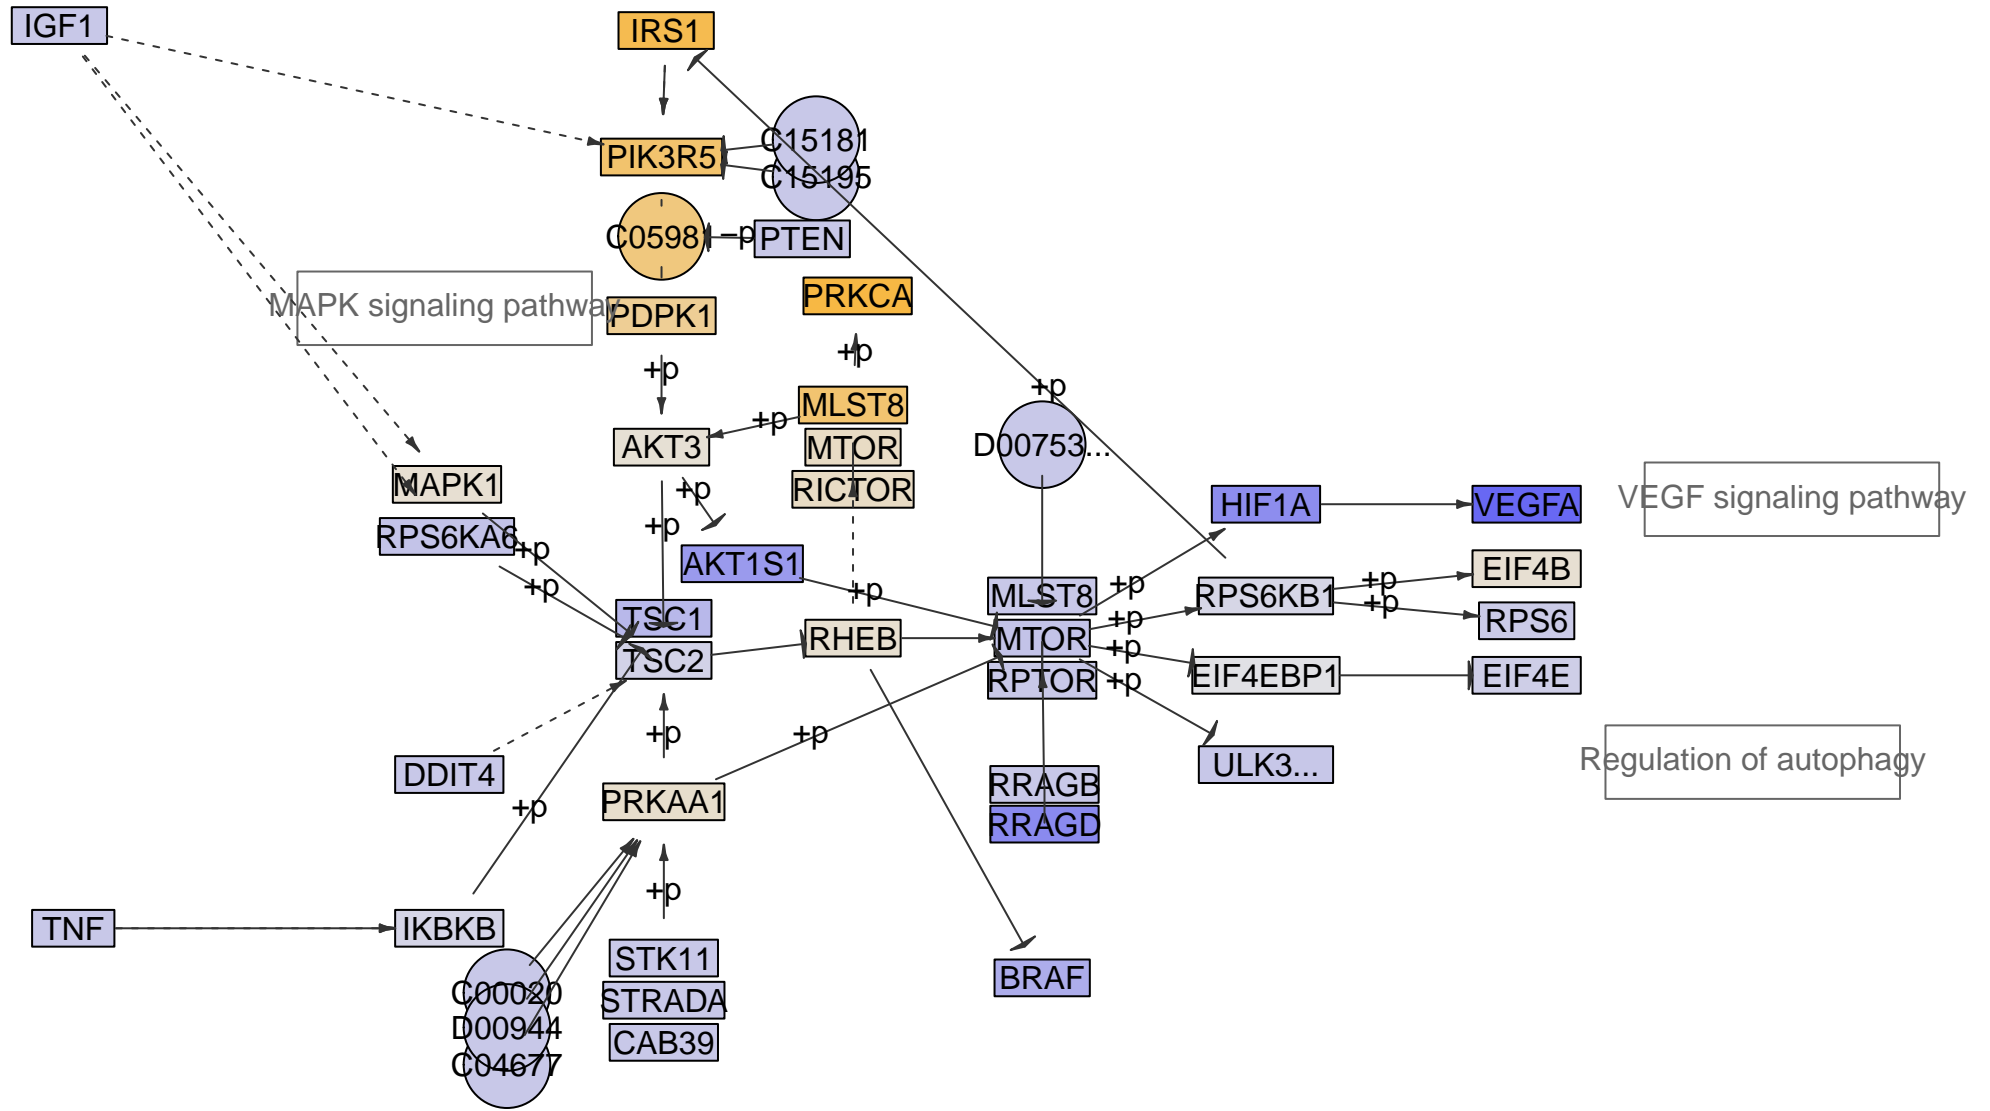 IGF1
IRS1
C15181
PIK3R5
C15195
C0598
-p
PTEN
PRKCA
MAPK signaling pathway
PDPK1
+p
+p
+p
MLST8
+p
AKT3
MTOR
D00753...
MAPK1
RICTOR
+p
HIF1A
VEGFA
VEGF signaling pathway
RPS6KA6
+p
+p
AKT1S1
EIF4B
+p
+p
+p
+p
MLST8
RPS6KB1
+p
TSC1
+p
RPS6
RHEB
MTOR
+p
TSC2
RPTOR
+p
EIF4EBP1
EIF4E
+p
+p
DDIT4
ULK3...
Regulation of autophagy
PRKAA1
RRAGB
+p
RRAGD
+p
TNF
IKBKB
STK11
BRAF
C00020
STRADA
D00944
CAB39
C04677